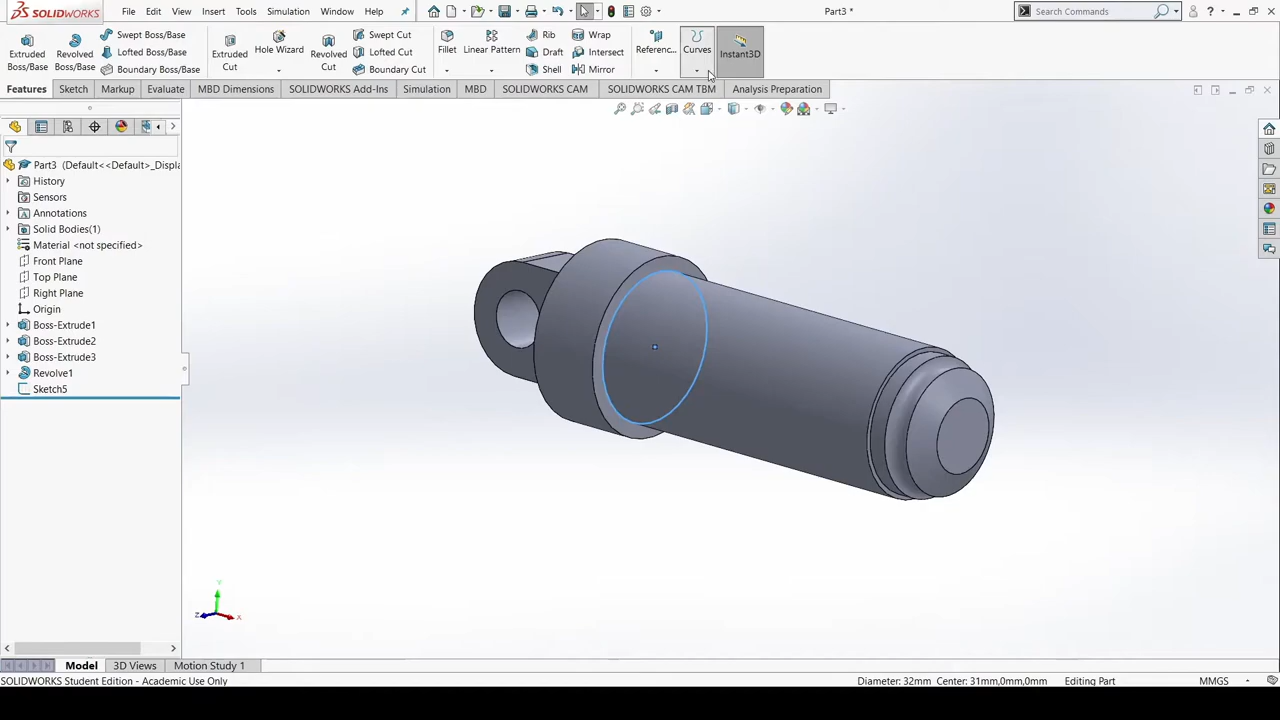 SOLIDWORKS File Edit View Insert Tools Simulation Window Help Part3 * Search Commands
Extruded Boss/Base
Revolved Boss/Base
Swept Boss/Base
Lofted Boss/Base
Boundary Boss/Base
Extruded Cut
Hole Wizard
Revolved Cut
Swept Cut
Lofted Cut
Boundary Cut
Fillet
Linear Pattern
Rib
Draft
Shell
Wrap
Intersect
Mirror
Referenc...
Curves
Instant3D
Features Sketch Markup Evaluate MBD Dimensions SOLIDWORKS Add-Ins Simulation MBD SOLIDWORKS CAM SOLIDWORKS CAM TBM Analysis Preparation
Part3 (Default<<Default>_Displa
History
Sensors
Annotations
Solid Bodies(1)
Material <not specified>
Front Plane
Top Plane
Right Plane
Origin
Boss-Extrude1
Boss-Extrude2
Boss-Extrude3
Revolve1
Sketch5
Y
Z X
Model 3D Views Motion Study 1
SOLIDWORKS Student Edition - Academic Use Only Diameter: 32mm Center: 31mm,0mm,0mm Editing Part MMGS